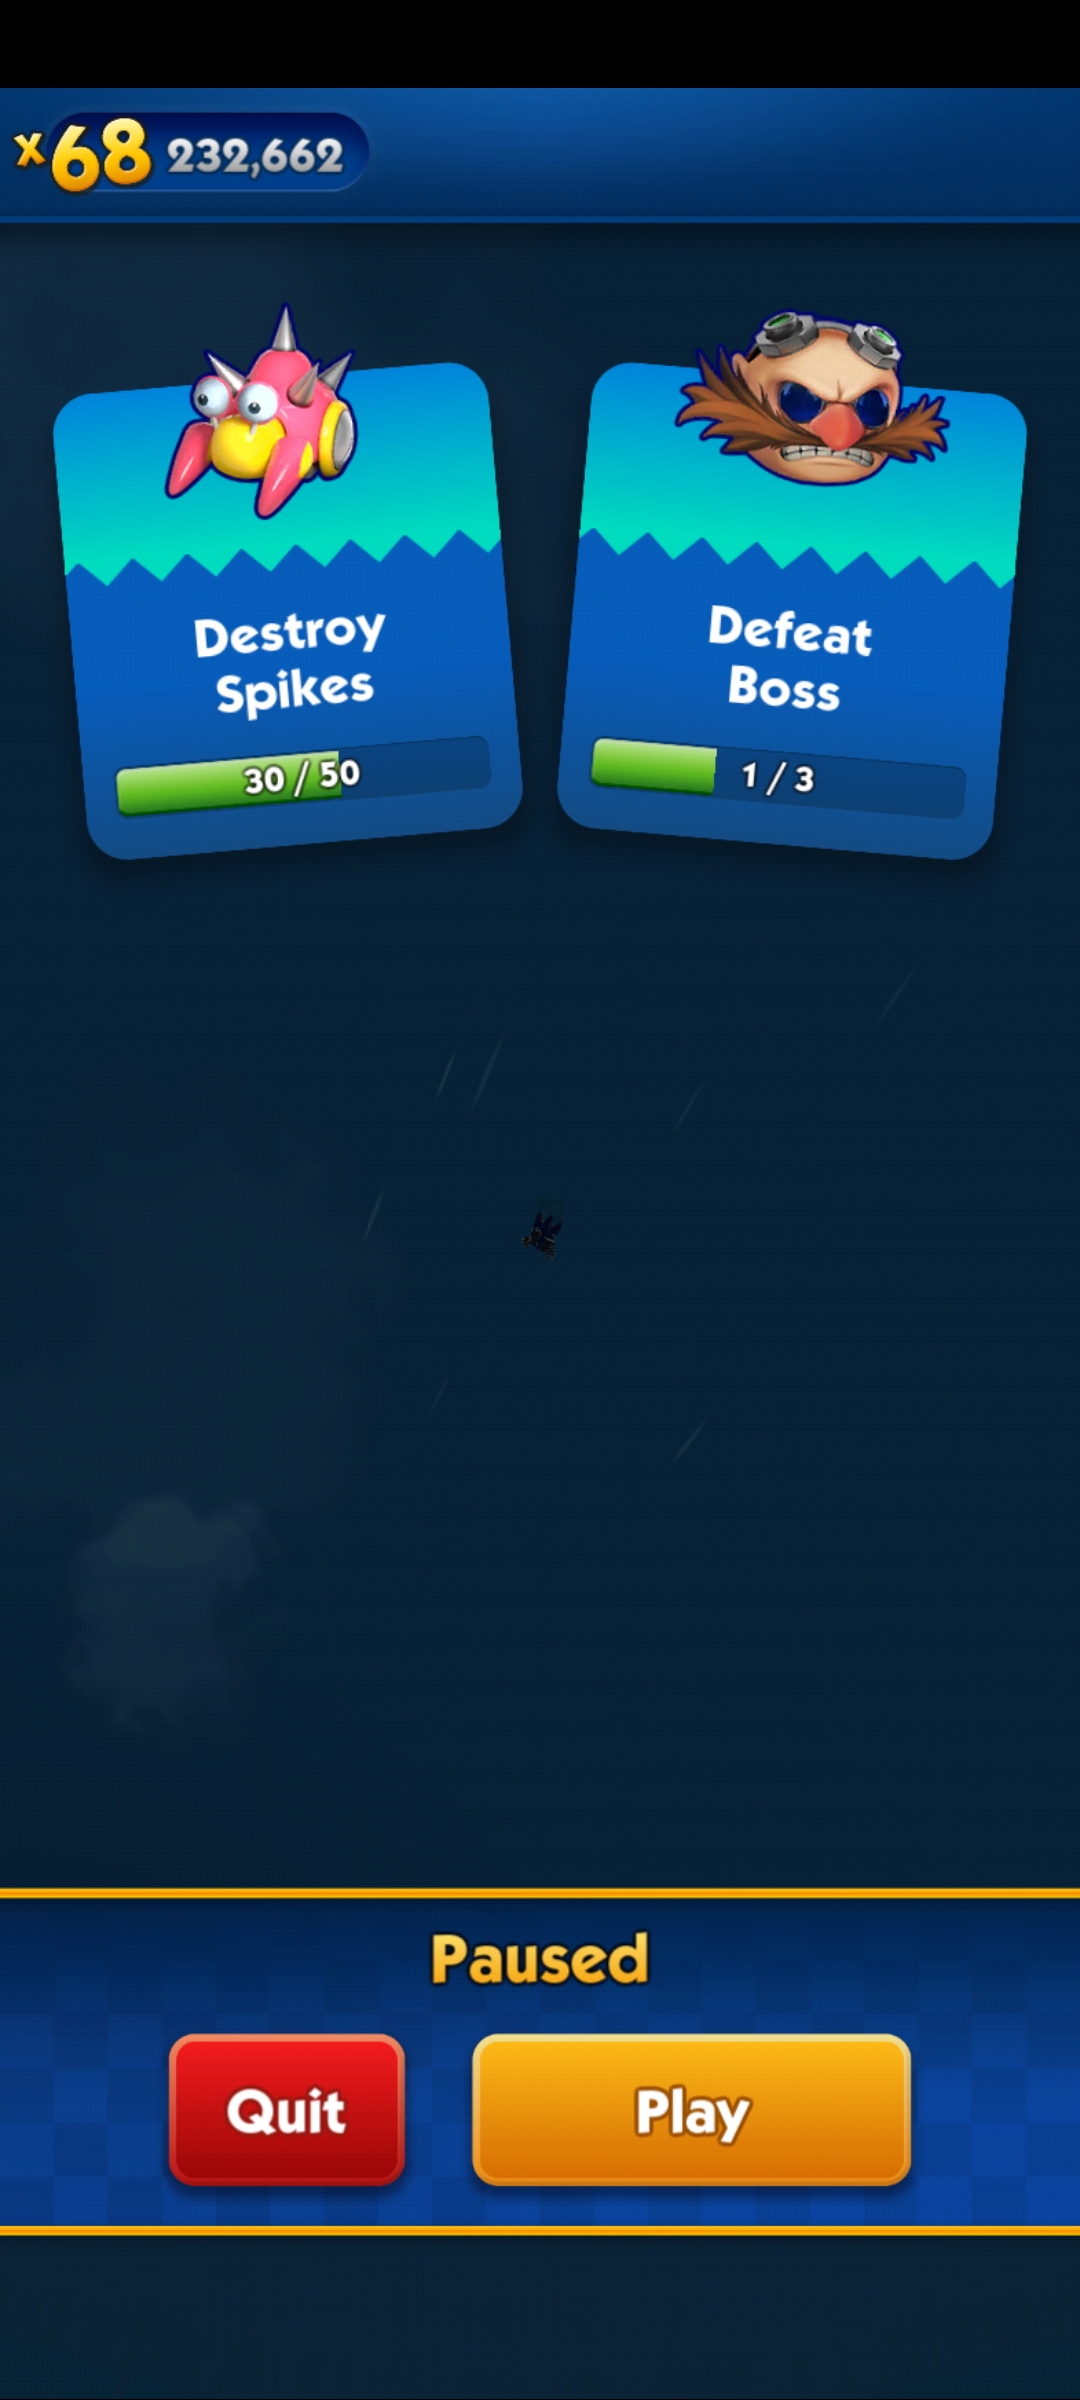 x68 232,662
Destroy
Spikes
30 / 50
Defeat
Boss
1 / 3
Paused
Quit
Play